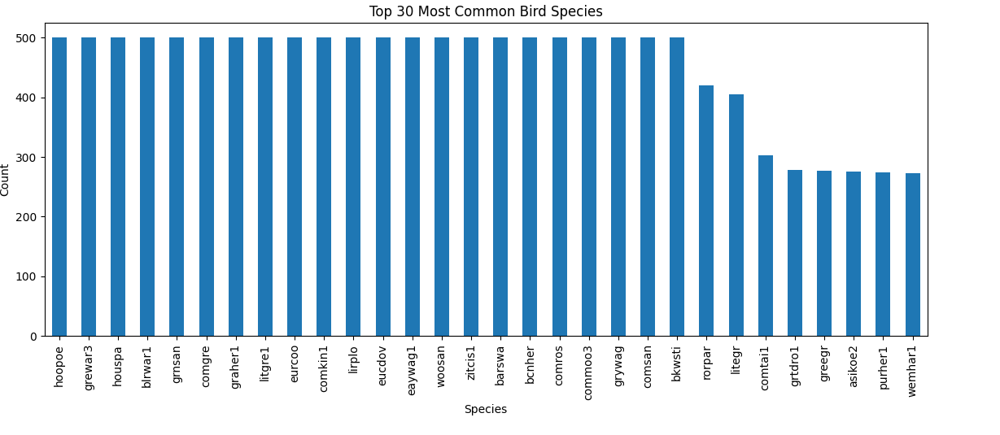 Top 30 Most Common Bird Species
Count
500
400
300
200
100
0
hoopoe
grewar3
houspa
blrwar1
grnsan
comgre
graher1
litgre1
eurcoo
comkin1
lirplo
eucdov
eaywag1
woosan
zitcis1
barswa
bcnher
comros
commoo3
grywag
comsan
bkwsti
rorpar
litegr
comtai1
grtdro1
greegr
asikoe2
purher1
wemhar1
Species